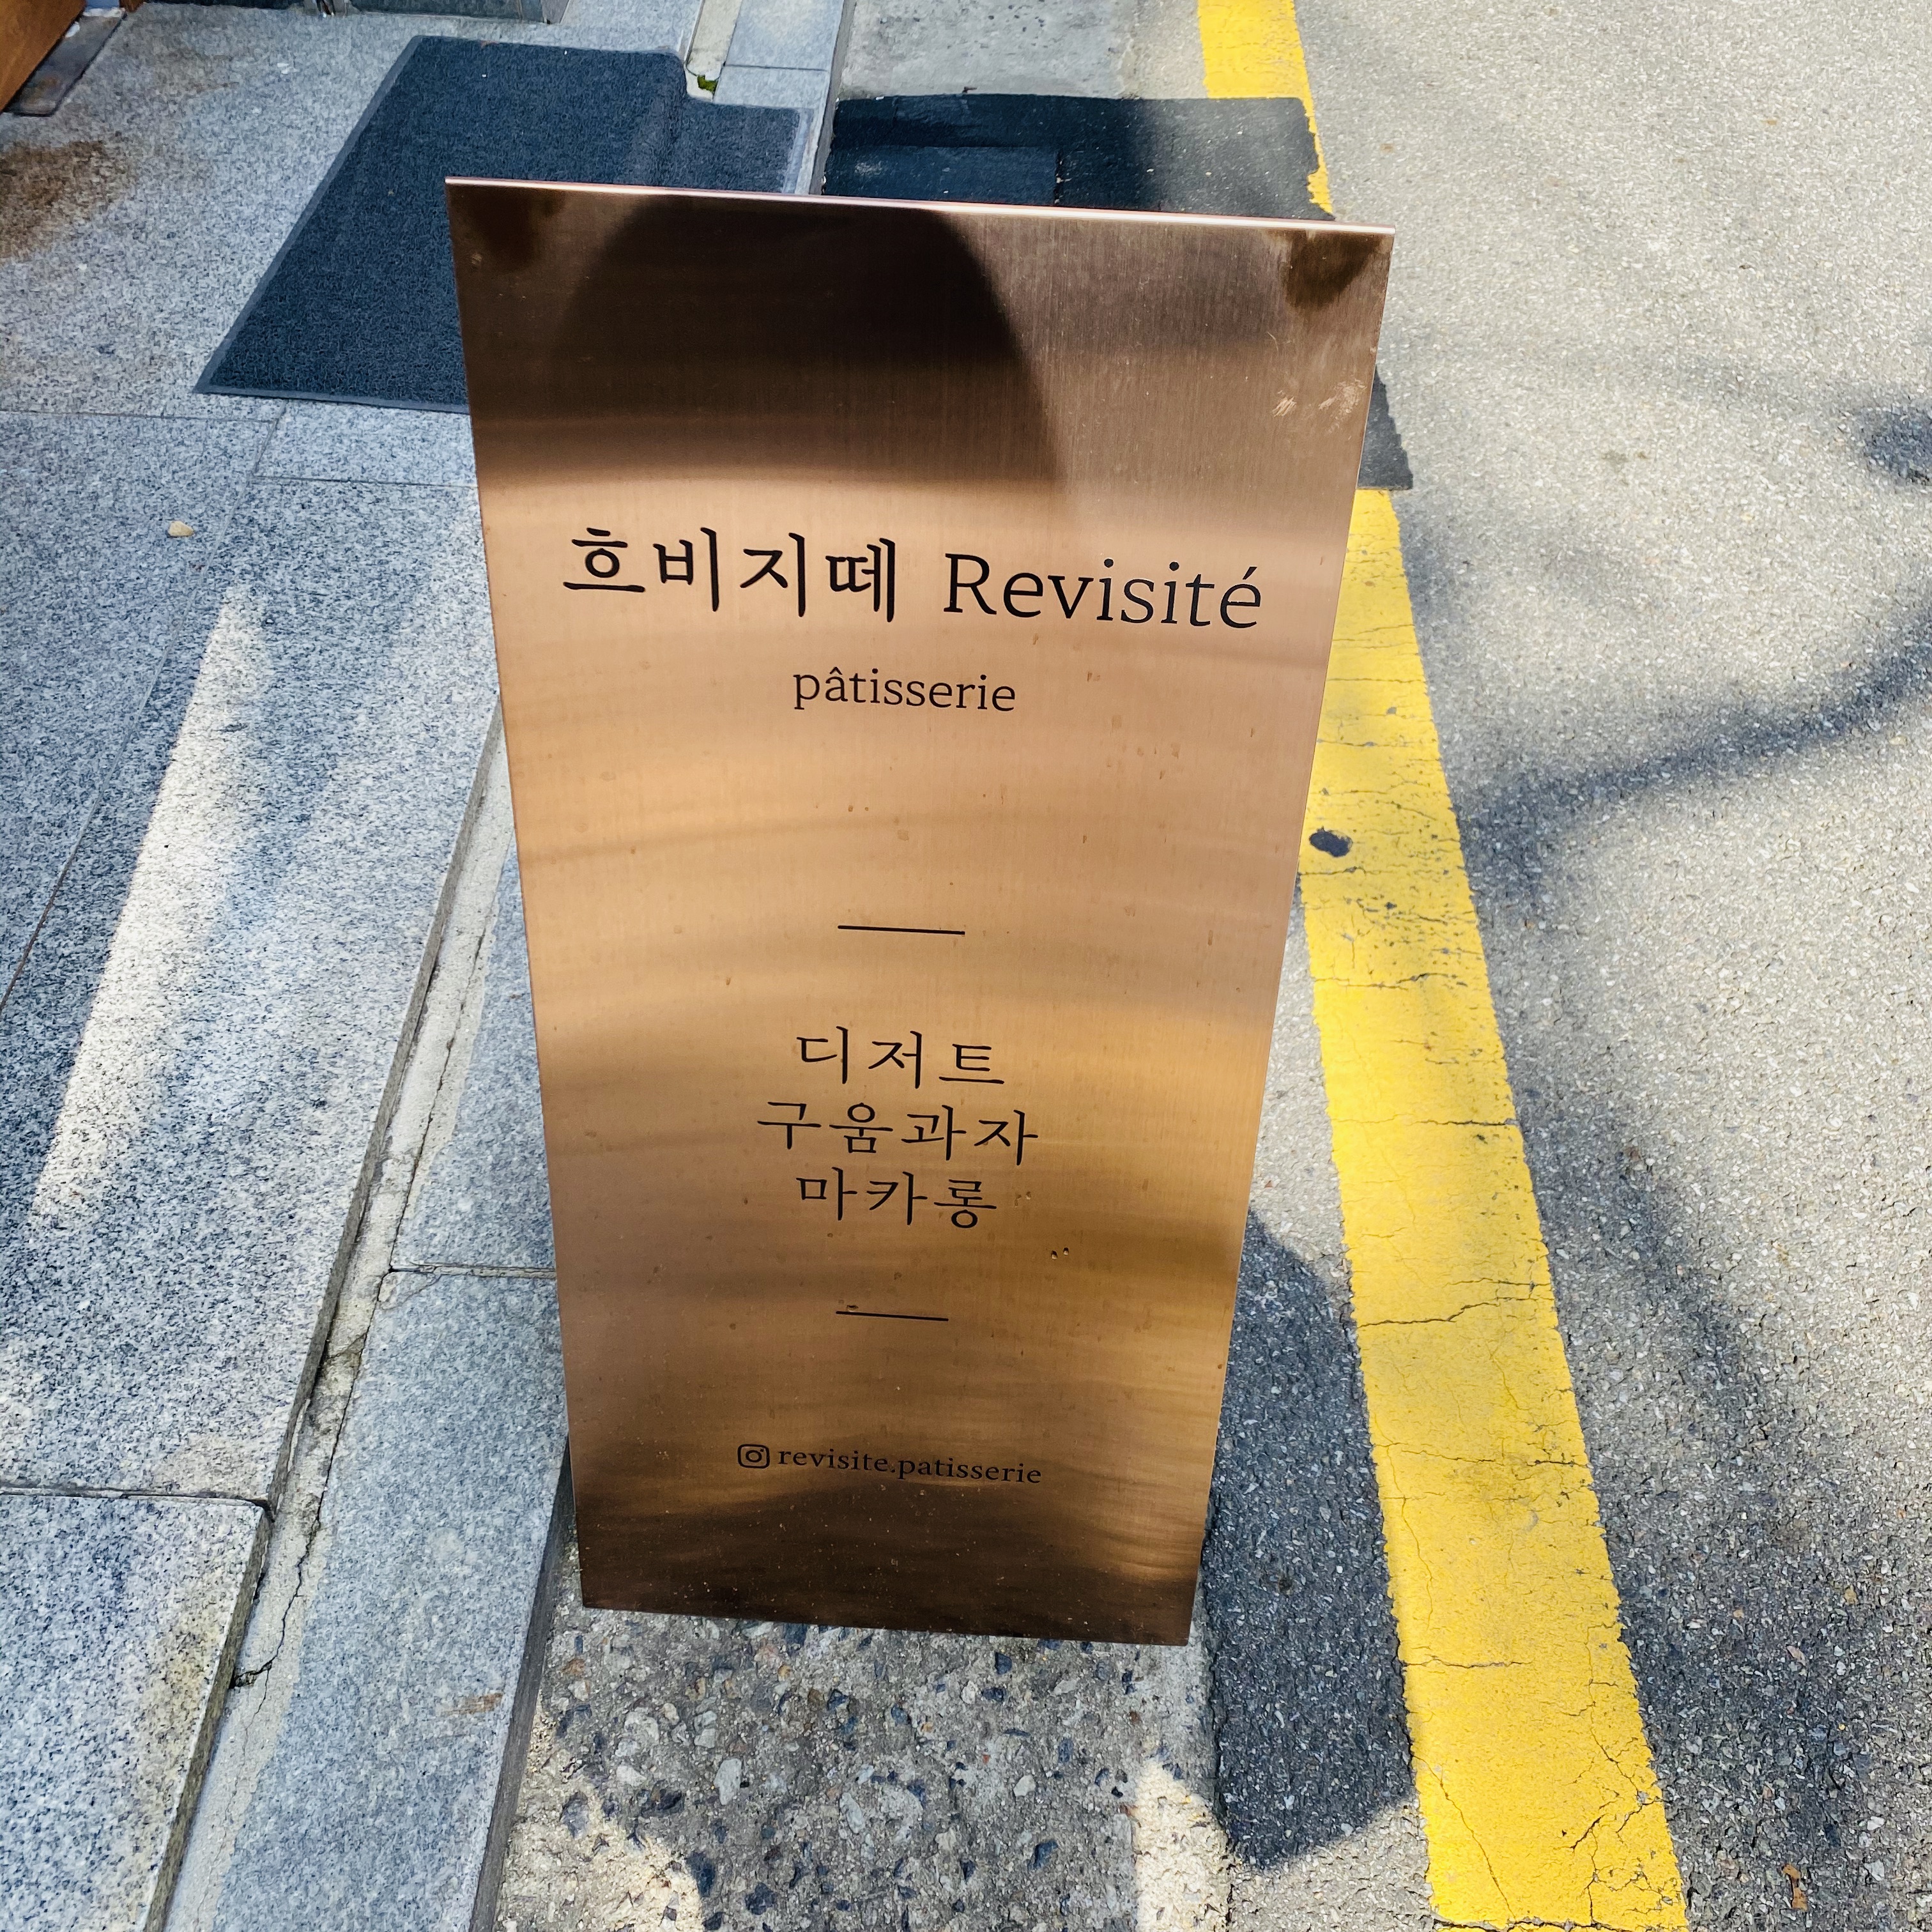 흐비지떼 Revisité
pâtisserie
디저트
구움과자
마카롱
revisite.patisserie